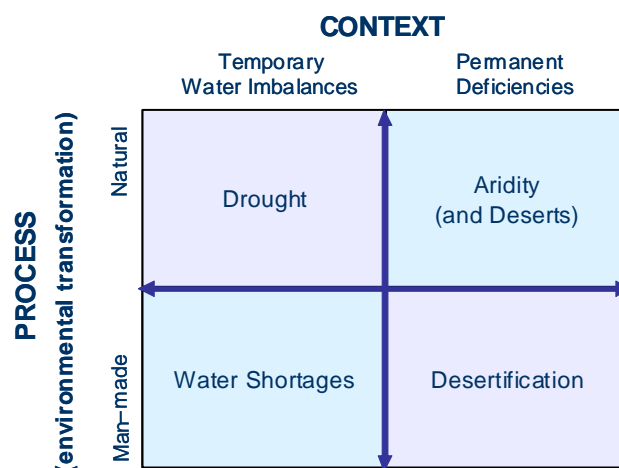 CONTEXT
Temporary
Water Imbalances
Permanent
Deficiencies
PROCESS
(environmental transformation)
Natural
Drought
Aridity
(and Deserts)
Man-made
Water Shortages
Desertification